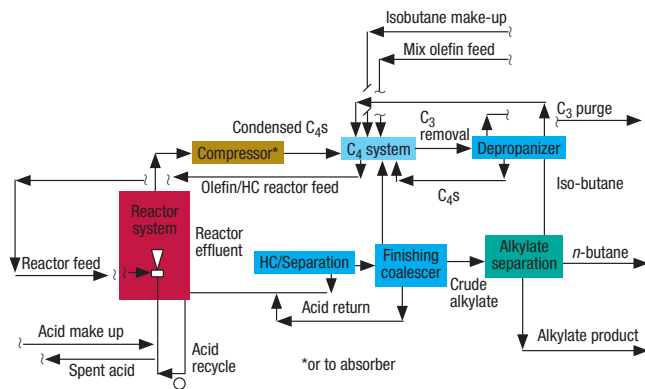 Isobutane make-up
Mix olefin feed
C₃ purge
Condensed C₄s
C₃
removal
Compressor*
C₄ system
Depropanizer
Olefin/HC reactor feed
C₄s
Iso-butane
Reactor
system
Reactor
effluent
Reactor feed
HC/Separation
Finishing
coalescer
Alkylate
separation
n-butane
Crude
alkylate
Acid return
Acid make up
Alkylate product
Spent acid
Acid
recycle
*or to absorber